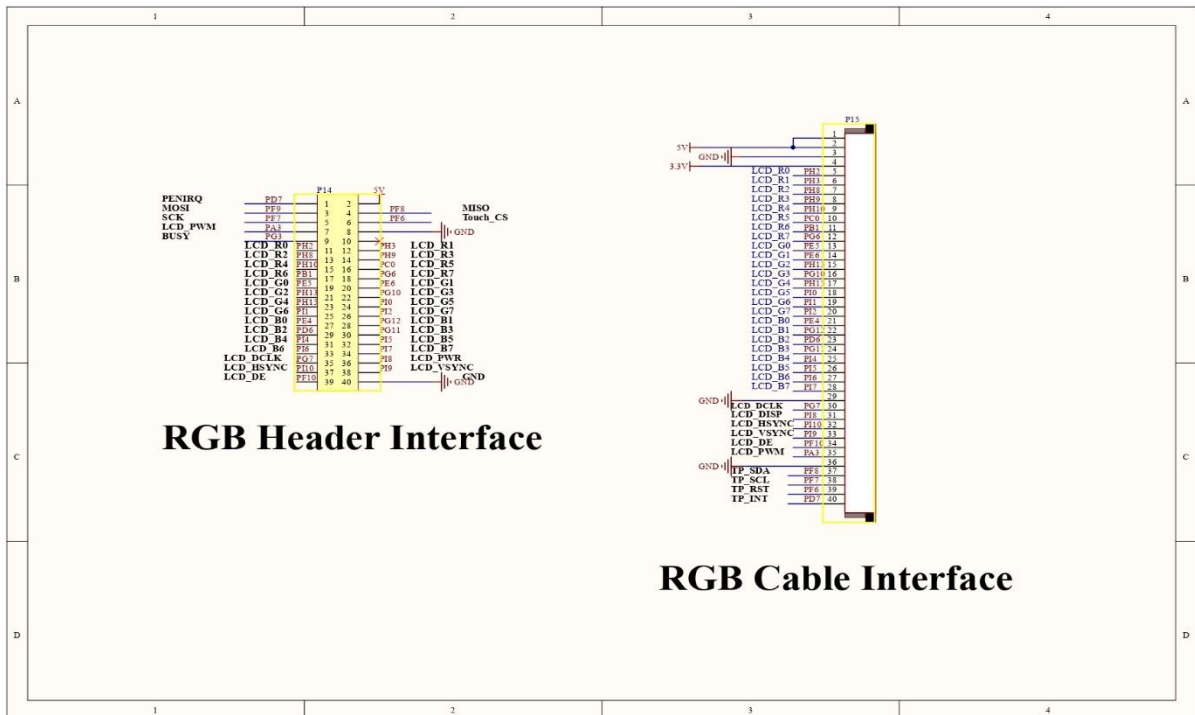 1 2 3 4
A A
B B
C C
D D
P14
5V
PENIRQ PD7 1 2
MOSI PF9 3 4 PF8 MISO
SCK PF7 5 6 PF6 Touch_CS
LCD_PWM PA3 7 8 GND
BUSY PG3 9 10
LCD_R0 PH2 11 12 PH3 LCD_R1
LCD_R2 PH8 13 14 PH9 LCD_R3
LCD_R4 PH10 15 16 PC0 LCD_R5
LCD_R6 PB1 17 18 PG6 LCD_R7
LCD_G0 PE5 19 20 PE6 LCD_G1
LCD_G2 PH13 21 22 PG10 LCD_G3
LCD_G4 PH15 23 24 PI0 LCD_G5
LCD_G6 PI1 25 26 PI2 LCD_G7
LCD_B0 PE4 27 28 PG12 LCD_B1
LCD_B2 PD6 29 30 PG11 LCD_B3
LCD_B4 PI4 31 32 PI5 LCD_B5
LCD_B6 PI6 33 34 PI7 LCD_B7
LCD_DCLK PG7 35 36 PI8 LCD_PWR
LCD_HSYNC PI10 37 38 PI9 LCD_VSYNC
LCD_DE PF10 39 40 GND GND
RGB Header Interface
P15
1
5V 2
GND 3
3.3V 4
LCD_R0 PH2 5
LCD_R1 PH3 6
LCD_R2 PH8 7
LCD_R3 PH9 8
LCD_R4 PH10 9
LCD_R5 PC0 10
LCD_R6 PB1 11
LCD_R7 PG6 12
LCD_G0 PE5 13
LCD_G1 PE6 14
LCD_G2 PH13 15
LCD_G3 PG10 16
LCD_G4 PH15 17
LCD_G5 PI0 18
LCD_G6 PI1 19
LCD_G7 PI2 20
LCD_B0 PE4 21
LCD_B1 PG12 22
LCD_B2 PD6 23
LCD_B3 PG11 24
LCD_B4 PI4 25
LCD_B5 PI5 26
LCD_B6 PI6 27
LCD_B7 PI7 28
GND 29
LCD_DCLK PG7 30
LCD_DISP PI8 31
LCD_HSYNC PI10 32
LCD_VSYNC PI9 33
LCD_DE PF10 34
LCD_PWM PA3 35
GND 36
TP_SDA PF8 37
TP_SCL PF7 38
TP_RST PF6 39
TP_INT PD7 40
RGB Cable Interface
1 2 3 4